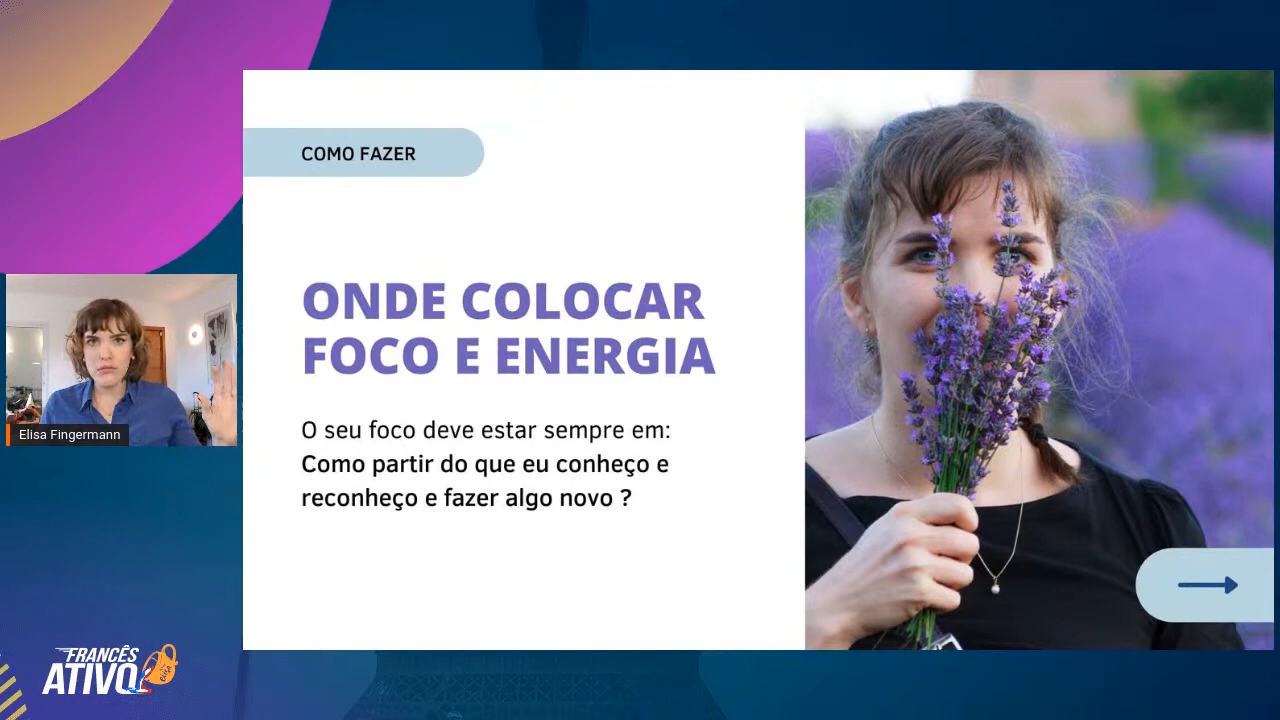 COMO FAZER
ONDE COLOCAR
FOCO E ENERGIA
O seu foco deve estar sempre em:
Como partir do que eu conheço e
reconheço e fazer algo novo ?
Elisa Fingermann
FRANCÊS
ATIVO